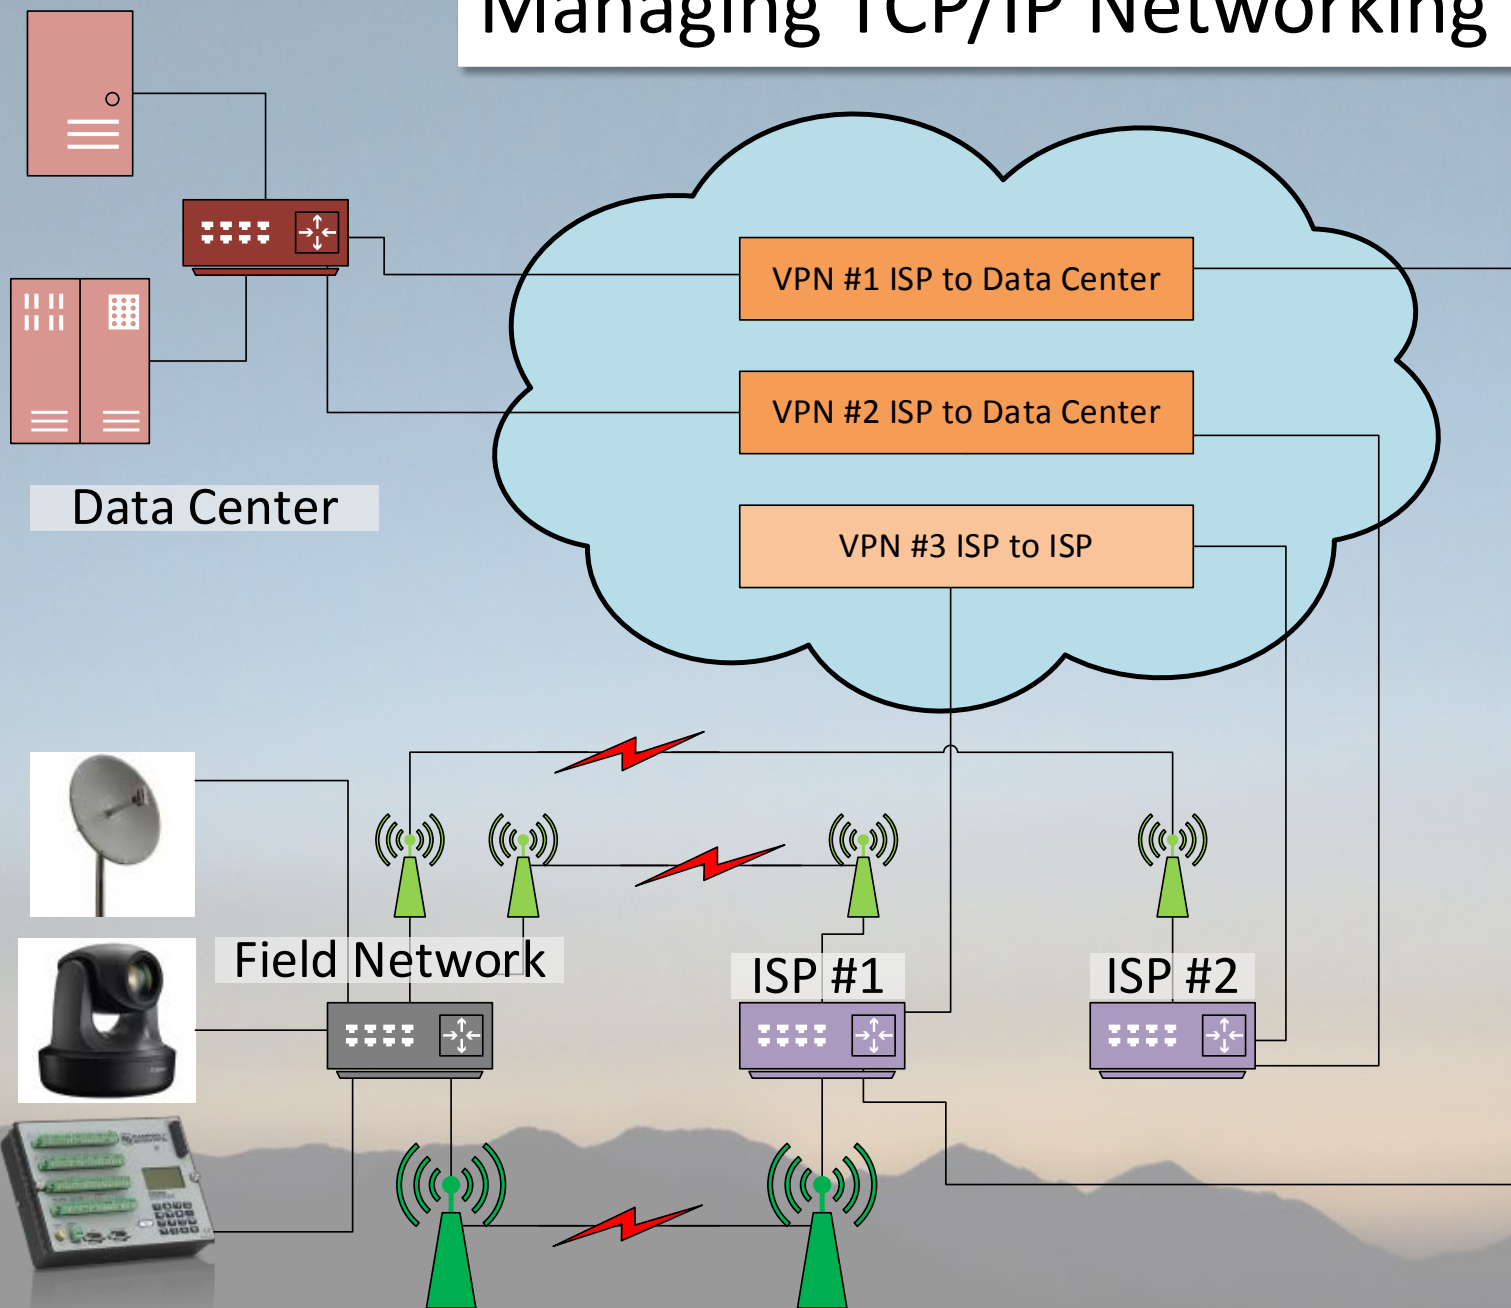 Managing TCP/IP Networking
VPN #1 ISP to Data Center
VPN #2 ISP to Data Center
Data Center
VPN #3 ISP to ISP
Field Network
ISP #1
ISP #2